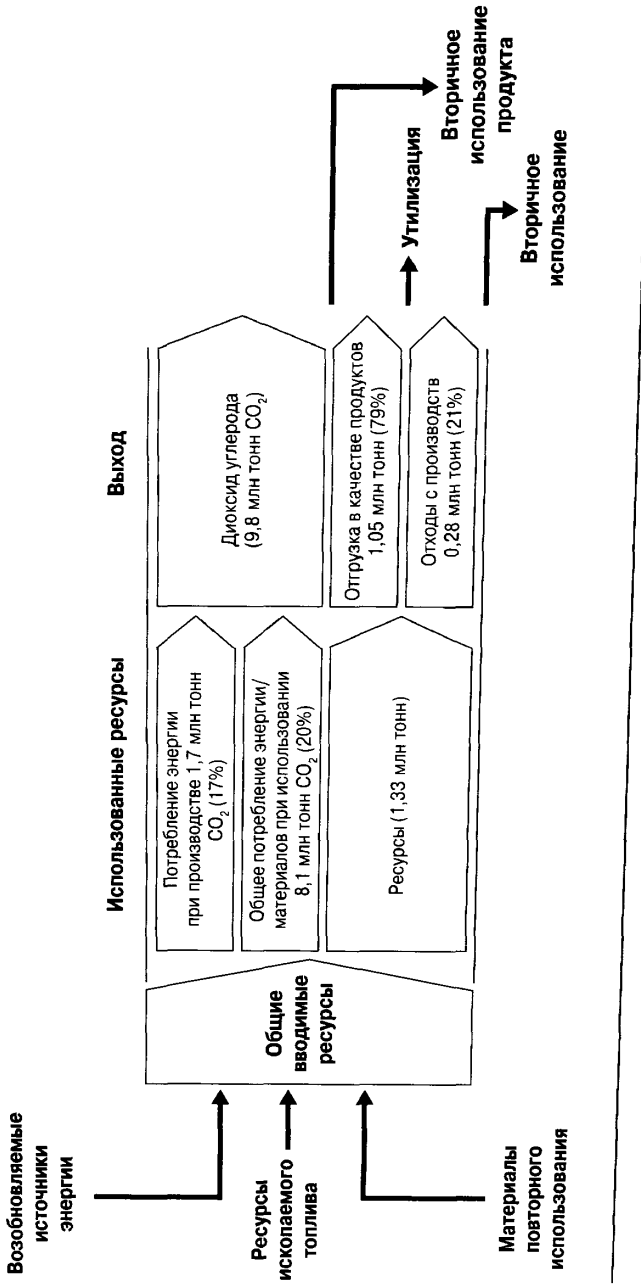 Возобновляемые
источники
энергии
Ресурсы
ископаемого
топлива
Материалы
повторного
использования
Общие
вводимые
ресурсы
Использованные ресурсы
Потребление энергии
при производстве 1,7 млн тонн
CO₂ (17%)
Общее потребление энергии/
материалов при использовании
8,1 млн тонн CO₂ (20%)
Ресурсы (1,33 млн тонн)
Выход
Диоксид углерода
(9,8 млн тонн CO₂)
Отгрузка в качестве продуктов
1,05 млн тонн (79%)
Отходы с производств
0,28 млн тонн (21%)
Вторичное
использование
продукта
Утилизация
Вторичное
использование